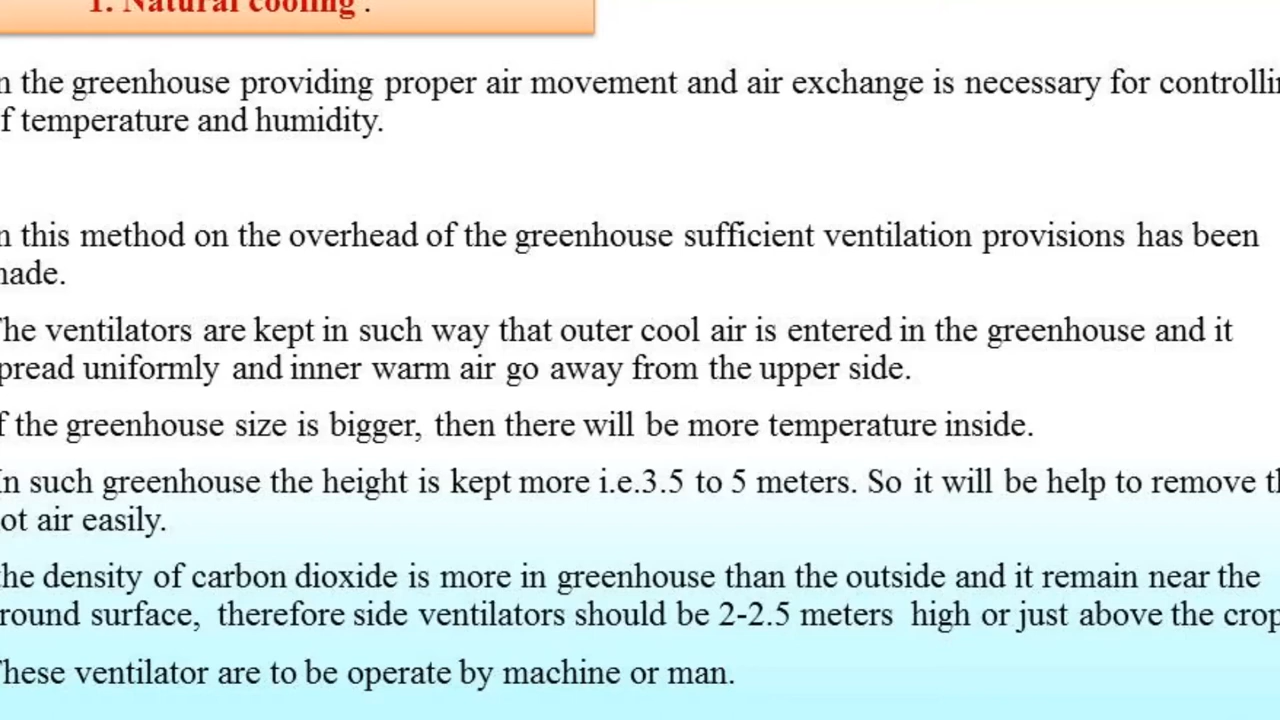 1. Natural cooling .
n the greenhouse providing proper air movement and air exchange is necessary for controllin
f temperature and humidity.
n this method on the overhead of the greenhouse sufficient ventilation provisions has been
nade.
The ventilators are kept in such way that outer cool air is entered in the greenhouse and it
pread uniformly and inner warm air go away from the upper side.
f the greenhouse size is bigger, then there will be more temperature inside.
In such greenhouse the height is kept more i.e.3.5 to 5 meters. So it will be help to remove th
ot air easily.
the density of carbon dioxide is more in greenhouse than the outside and it remain near the
round surface, therefore side ventilators should be 2-2.5 meters high or just above the crop
These ventilator are to be operate by machine or man.